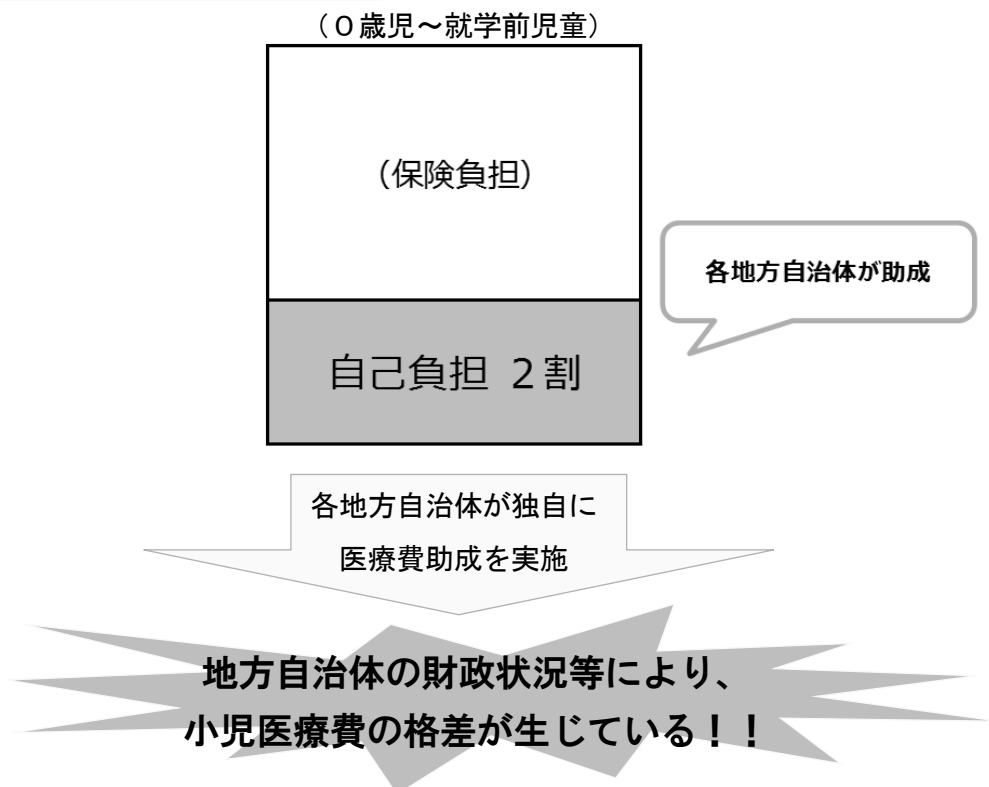 （０歳児～就学前児童）
（保険負担）
各地方自治体が助成
自己負担 ２割
各地方自治体が独自に
医療費助成を実施
地方自治体の財政状況等により、
小児医療費の格差が生じている！！